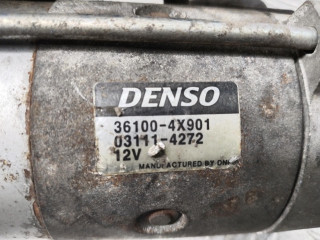 DENSO
36100-4X901
03111-4272
12V
MANUFACTURED BY